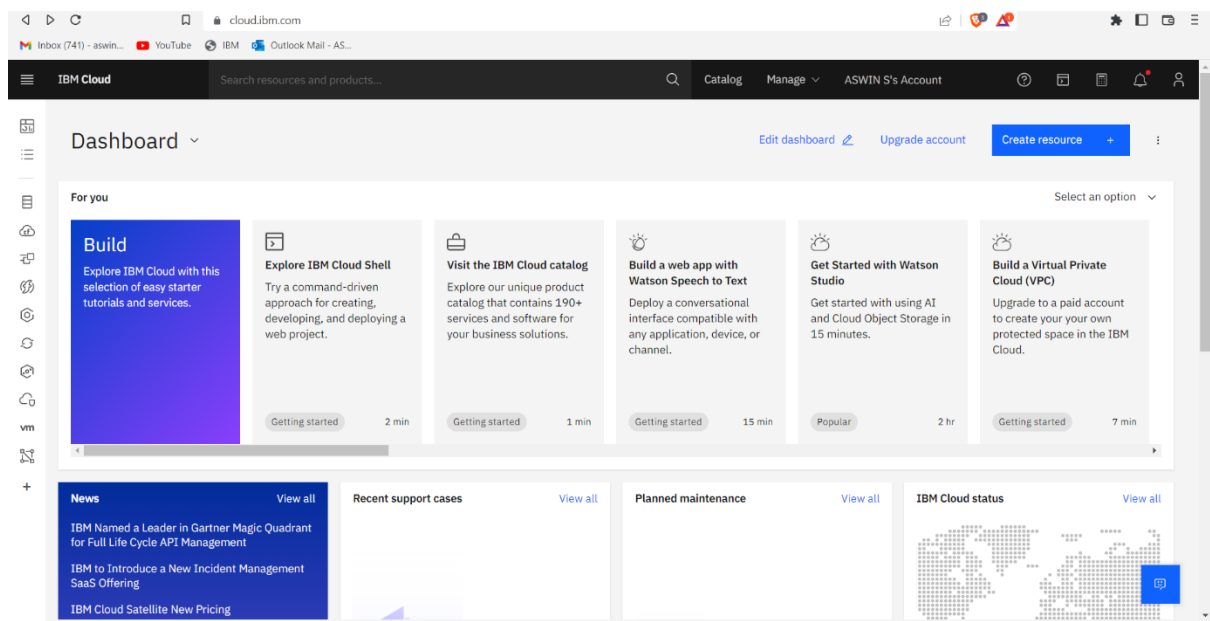 cloud.ibm.com
Inbox (741) - aswin... YouTube IBM Outlook Mail - AS...
IBM Cloud Search resources and products... Catalog Manage ASWIN S's Account
Dashboard Edit dashboard Upgrade account Create resource +
For you Select an option
Build
Explore IBM Cloud with this
selection of easy starter
tutorials and services.
Explore IBM Cloud Shell
Try a command-driven
approach for creating,
developing, and deploying a
web project.
Getting started 2 min
Visit the IBM Cloud catalog
Explore our unique product
catalog that contains 190+
services and software for
your business solutions.
Getting started 1 min
Build a web app with
Watson Speech to Text
Deploy a conversational
interface compatible with
any application, device, or
channel.
Getting started 15 min
Get Started with Watson
Studio
Get started with using AI
and Cloud Object Storage in
15 minutes.
Popular 2 hr
Build a Virtual Private
Cloud (VPC)
Upgrade to a paid account
to create your your own
protected space in the IBM
Cloud.
Getting started 7 min
vm
News View all
IBM Named a Leader in Gartner Magic Quadrant
for Full Life Cycle API Management
IBM to Introduce a New Incident Management
SaaS Offering
IBM Cloud Satellite New Pricing
Recent support cases View all
Planned maintenance View all
IBM Cloud status View all